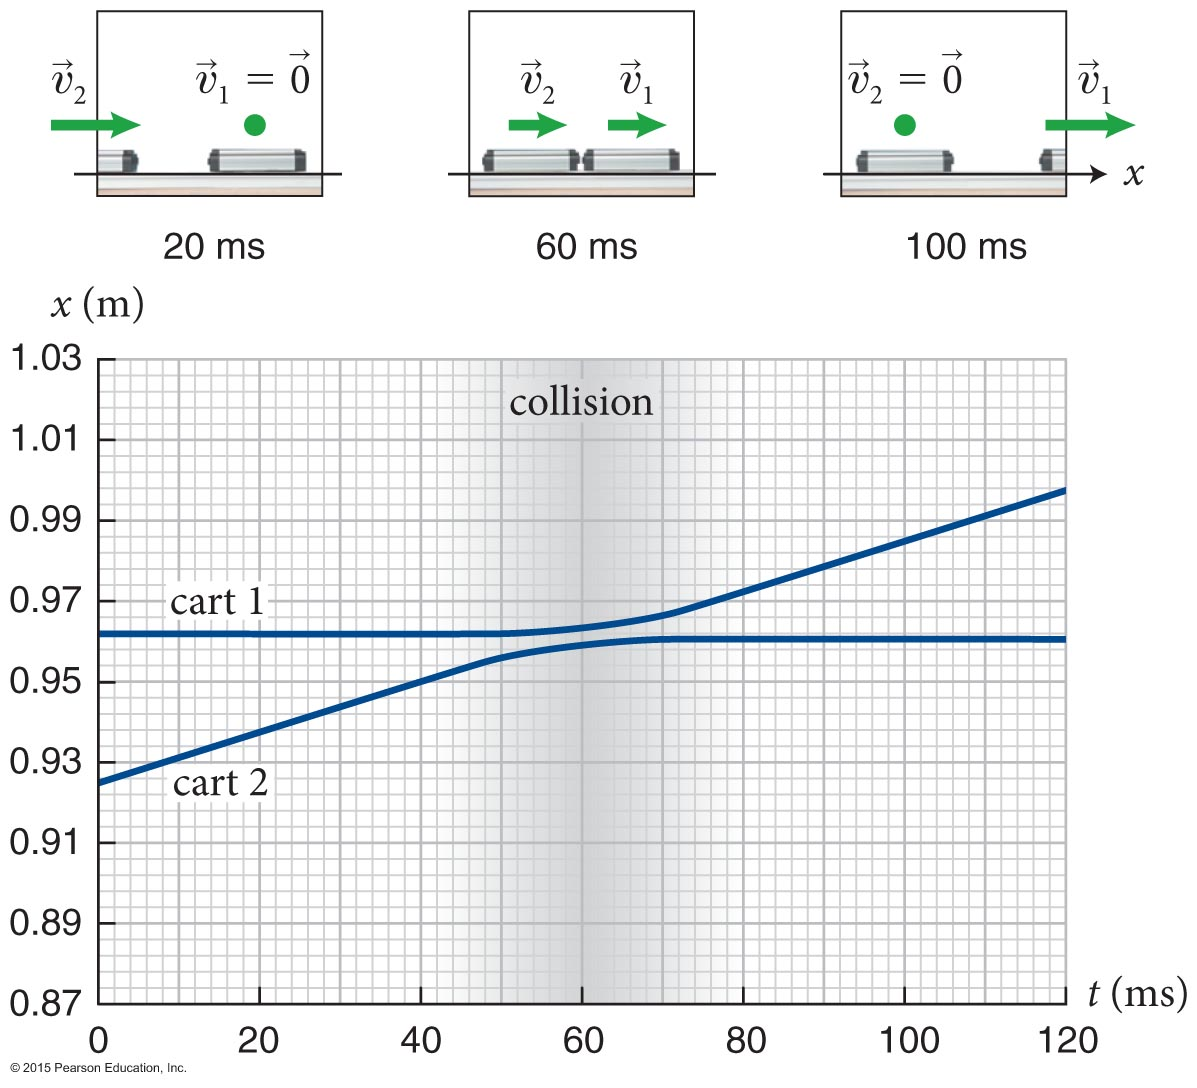 v⃗₂ v⃗₁ = 0⃗
v⃗₂ v⃗₁
v⃗₂ = 0⃗ v⃗₁
x
20 ms 60 ms 100 ms
x (m)
1.03
collision
1.01
0.99
0.97
cart 1
0.95
0.93
cart 2
0.91
0.89
0.87
t (ms)
0 20 40 60 80 100 120
© 2015 Pearson Education, Inc.